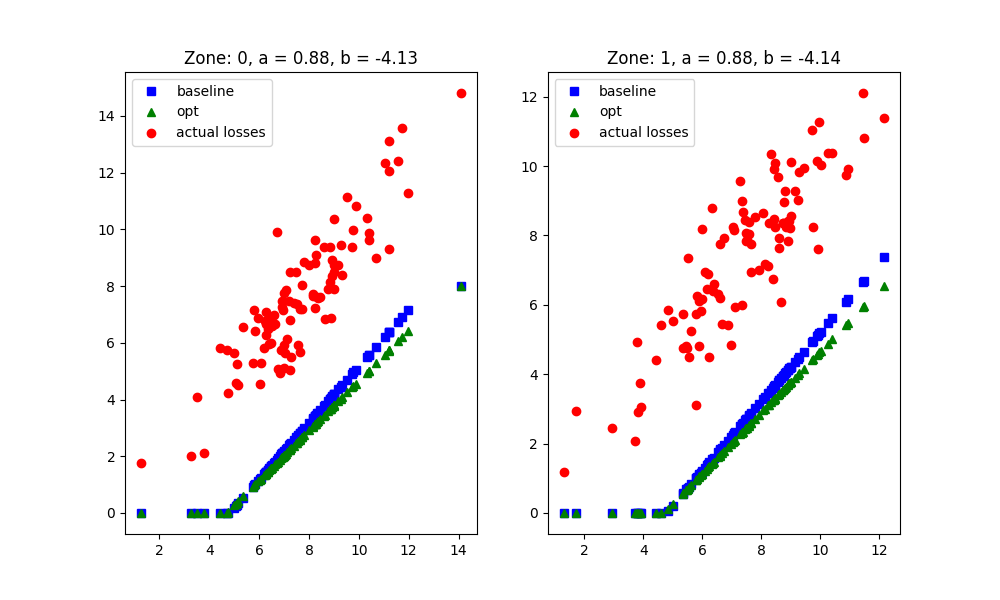 Zone: 0, a = 0.88, b = -4.13
baseline
opt
actual losses
14
12
10
8
6
4
2
0
2 4 6 8 10 12 14
Zone: 1, a = 0.88, b = -4.14
baseline
opt
actual losses
12
10
8
6
4
2
0
2 4 6 8 10 12